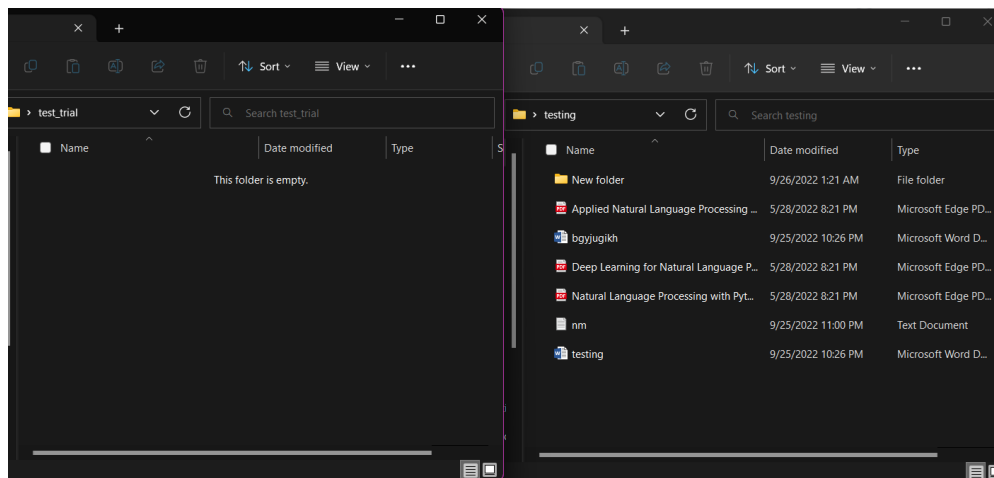 Sort
View
test_trial
Search test_trial
Name
Date modified
Type
S
This folder is empty.
Sort
View
testing
Search testing
Name
Date modified
Type
New folder
9/26/2022 1:21 AM
File folder
Applied Natural Language Processing ...
5/28/2022 8:21 PM
Microsoft Edge PD...
bgyjugikh
9/25/2022 10:26 PM
Microsoft Word D...
Deep Learning for Natural Language P...
5/28/2022 8:21 PM
Microsoft Edge PD...
Natural Language Processing with Pyt...
5/28/2022 8:21 PM
Microsoft Edge PD...
nm
9/25/2022 11:00 PM
Text Document
testing
9/25/2022 10:26 PM
Microsoft Word D...